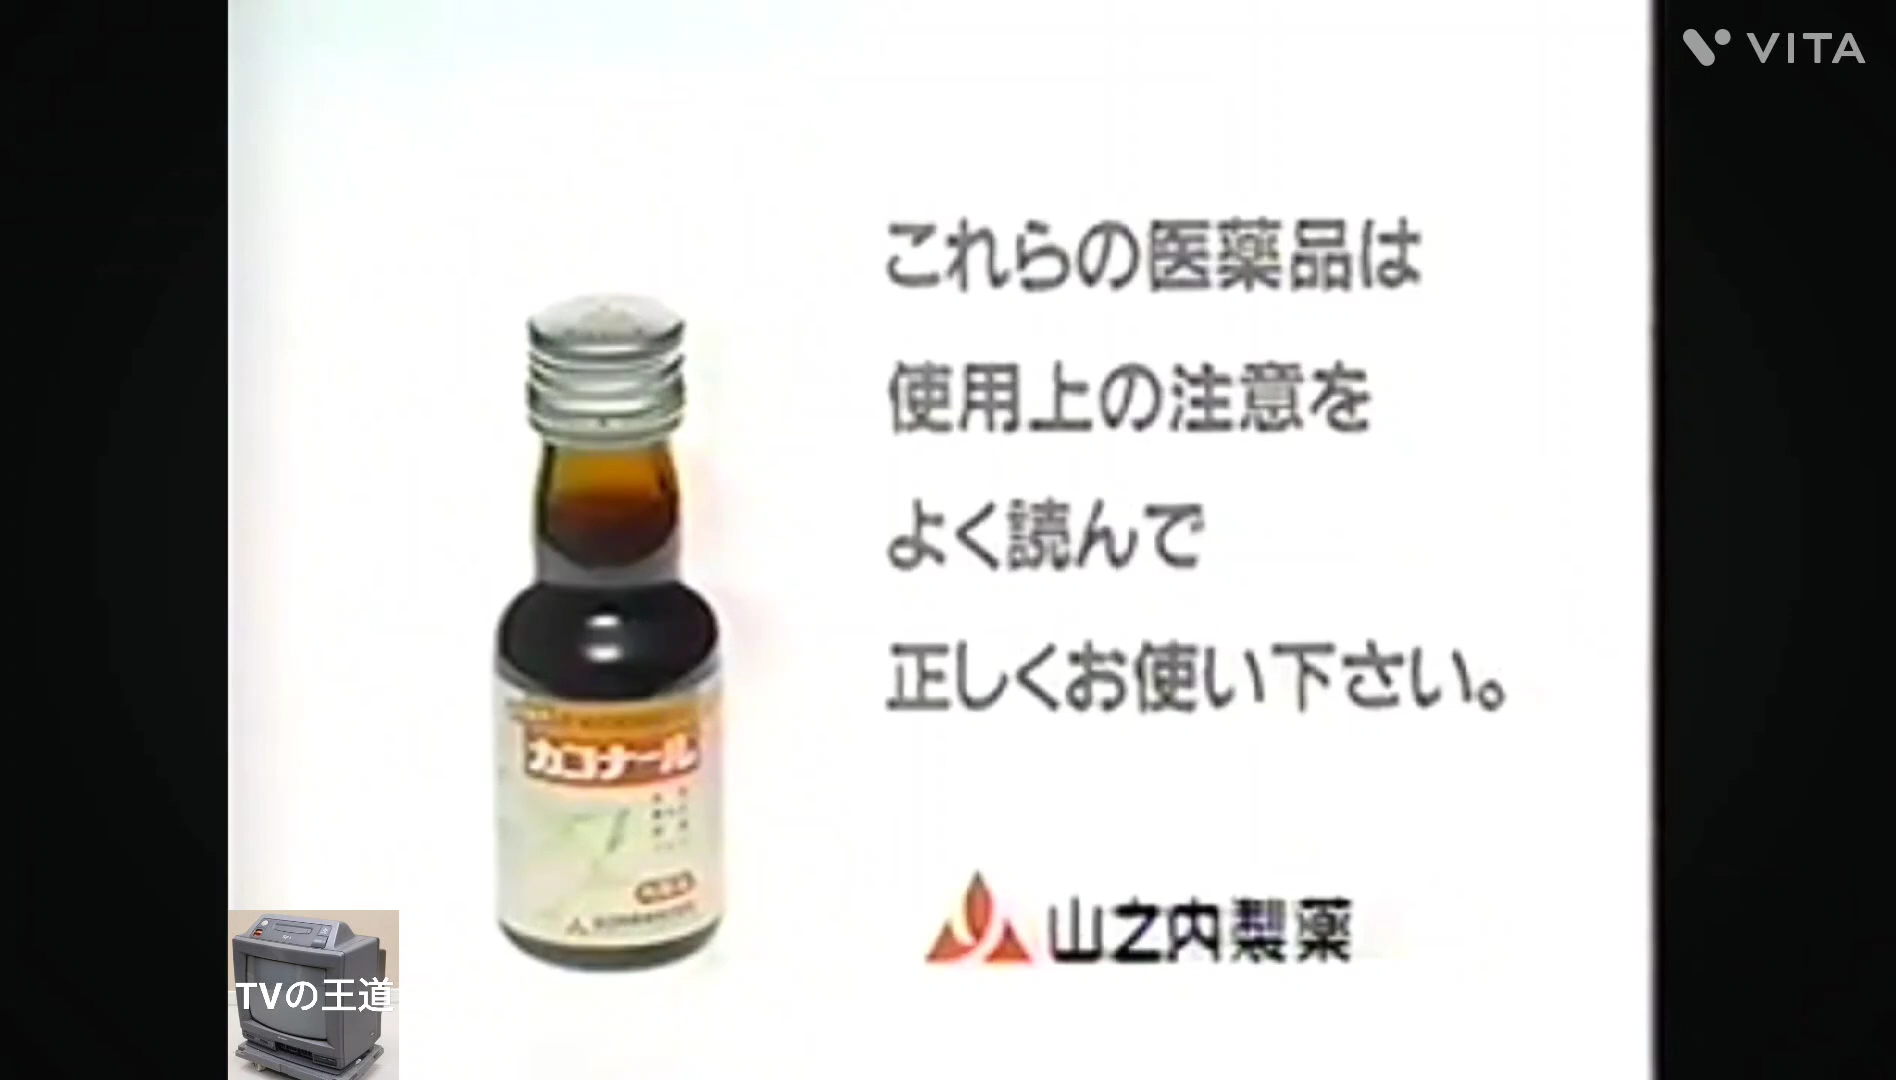 VITA
これらの医薬品は
使用上の注意を
よく読んで
正しくお使い下さい。
カコナール
山之内製薬
TVの王道